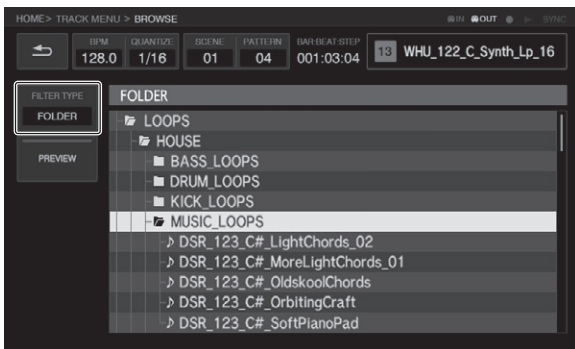 HOME> TRACK MENU > BROWSE
IN OUT SYNC
BPM QUANTIZE SCENE PATTERN BAR:BEAT:STEP
128.0 1/16 01 04 001:03:04
13 WHU_122_C_Synth_Lp_16
FILTER TYPE
FOLDER
PREVIEW
FOLDER
LOOPS
HOUSE
BASS_LOOPS
DRUM_LOOPS
KICK_LOOPS
MUSIC_LOOPS
DSR_123_C#_LightChords_02
DSR_123_C#_MoreLightChords_01
DSR_123_C#_OldskoolChords
DSR_123_C#_OrbitingCraft
DSR_123_C#_SoftPianoPad